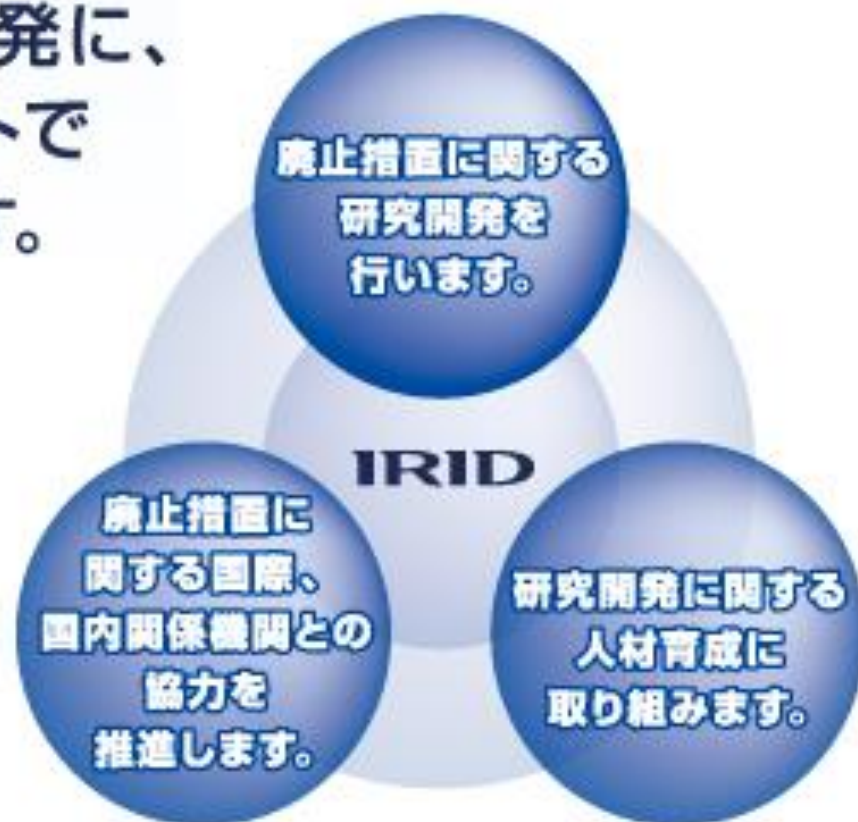 発に、
トで
す。
廃止措置に関する
研究開発を
行います。
IRID
廃止措置に
関する国際、
国内関係機関との
協力を
推進します。
研究開発に関する
人材育成に
取り組みます。